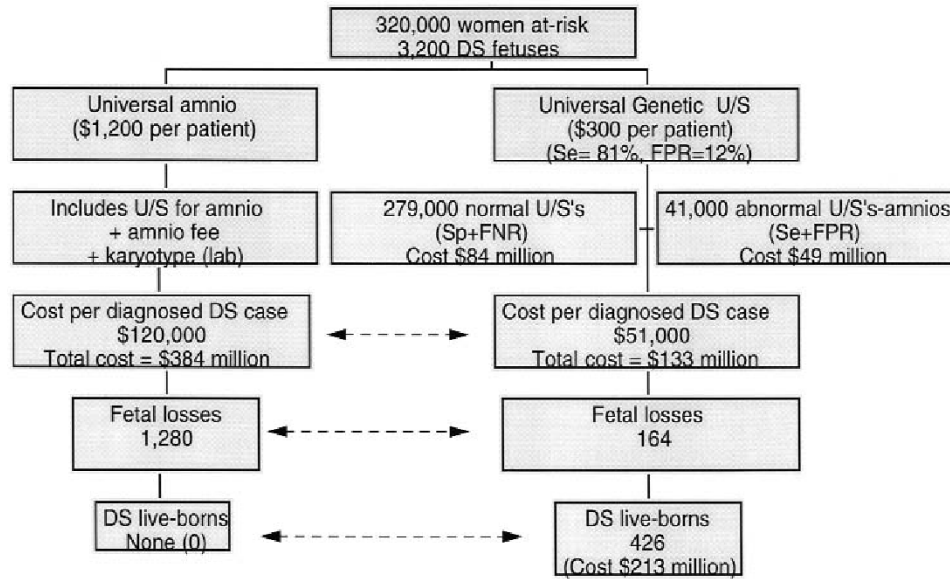 320,000 women at-risk
3,200 DS fetuses
Universal amnio
($1,200 per patient)
Universal Genetic U/S
($300 per patient)
(Se= 81%, FPR=12%)
Includes U/S for amnio
+ amnio fee
+ karyotype (lab)
279,000 normal U/S's
(Sp+FNR)
Cost $84 million
41,000 abnormal U/S's-amnios
(Se+FPR)
Cost $49 million
Cost per diagnosed DS case
$120,000
Total cost = $384 million
Cost per diagnosed DS case
$51,000
Total cost = $133 million
Fetal losses
1,280
Fetal losses
164
DS live-borns
None (0)
DS live-borns
426
(Cost $213 million)